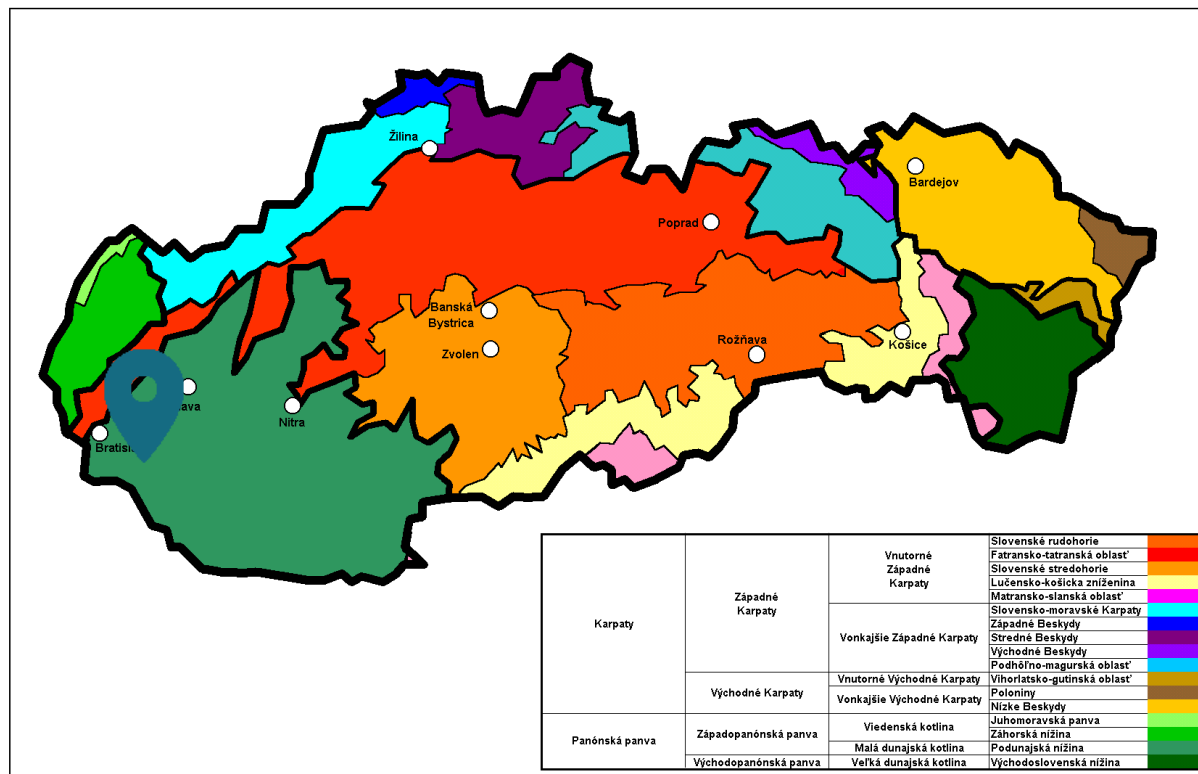 Žilina
Bardejov
Poprad
Banská
Bystrica
Zvolen
Rožňava
Košice
Nitra
Slovenské rudohorie
Fatransko-tatranská oblasť
Slovenské stredohorie
Lučensko-košicka zníženina
Matransko-slanská oblasť
Vnutorné
Západné
Karpaty
Slovensko-moravské Karpaty
Západné Beskydy
Stredné Beskydy
Východné Beskydy
Podhôľno-magurská oblasť
Vonkajšie Západné Karpaty
Západné
Karpaty
Karpaty
Vnutorné Východné Karpaty
Vihorlatsko-gutinská oblasť
Východné Karpaty
Vonkajšie Východné Karpaty
Poloniny
Nízke Beskydy
Panónská panva
Západopanónská panva
Viedenská kotlina
Juhomoravská panva
Záhorská nížina
Malá dunajská kotlina
Podunajská nížina
Východopanónská panva
Veľká dunajská kotlina
Východoslovenská nížina